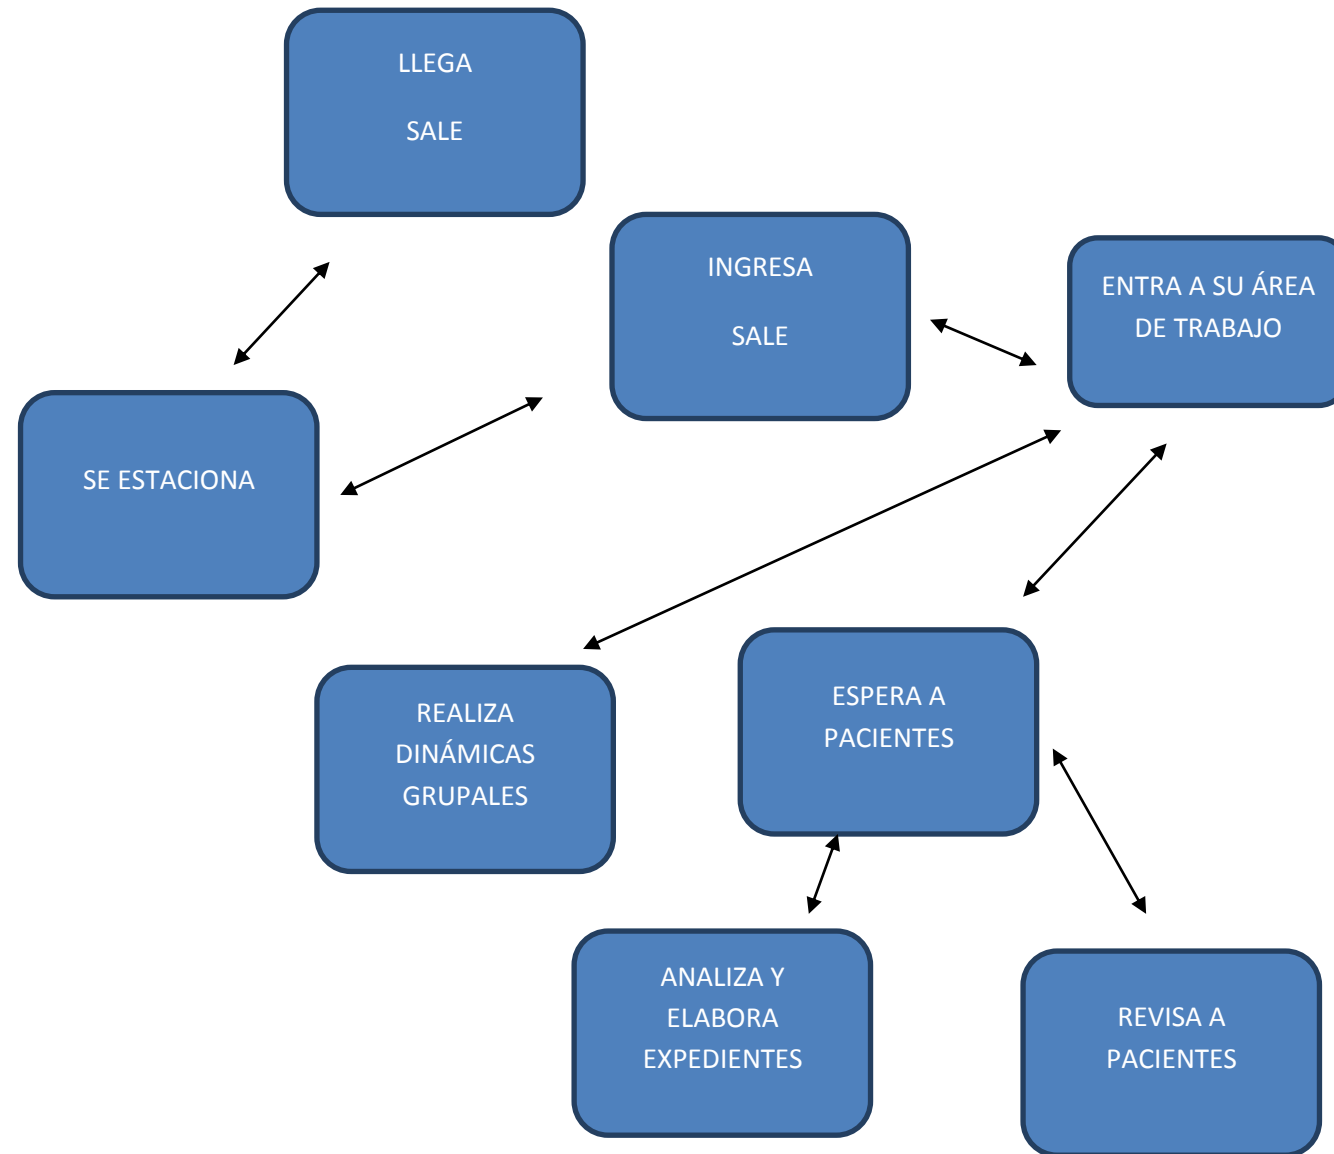 LLEGA
SALE
INGRESA
SALE
ENTRA A SU ÁREA
DE TRABAJO
SE ESTACIONA
REALIZA
DINÁMICAS
GRUPALES
ESPERA A
PACIENTES
ANALIZA Y
ELABORA
EXPEDIENTES
REVISA A
PACIENTES